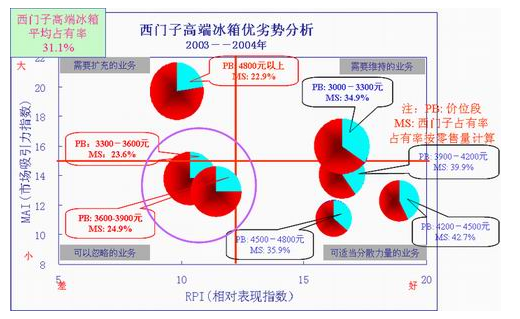 西门子高端冰箱
平均占有率
31.1%
西门子高端冰箱优劣势分析
2003－－2004年
大
22
需要扩充的业务
需要维持的业务
PB: 4800元以上
MS: 22.9%
PB: 3000－3300元
MS: 34.9%
20
18
注：PB: 价位段
MS: 西门子占有率
占有率按零售量计算
16
PB：3300－3600元
MS：23.6%
PB: 3900－4200元
MS: 39.9%
MAI(市场吸引力指数)
14
12
PB: 3600-3900元
MS: 24.9%
PB: 4500－4800元
MS: 35.9%
PB: 4200－4500元
MS: 42.7%
10
可以忽略的业务
可适当分散力量的业务
小
8
5
10
15
20
差
RPI(相对表现指数)
好